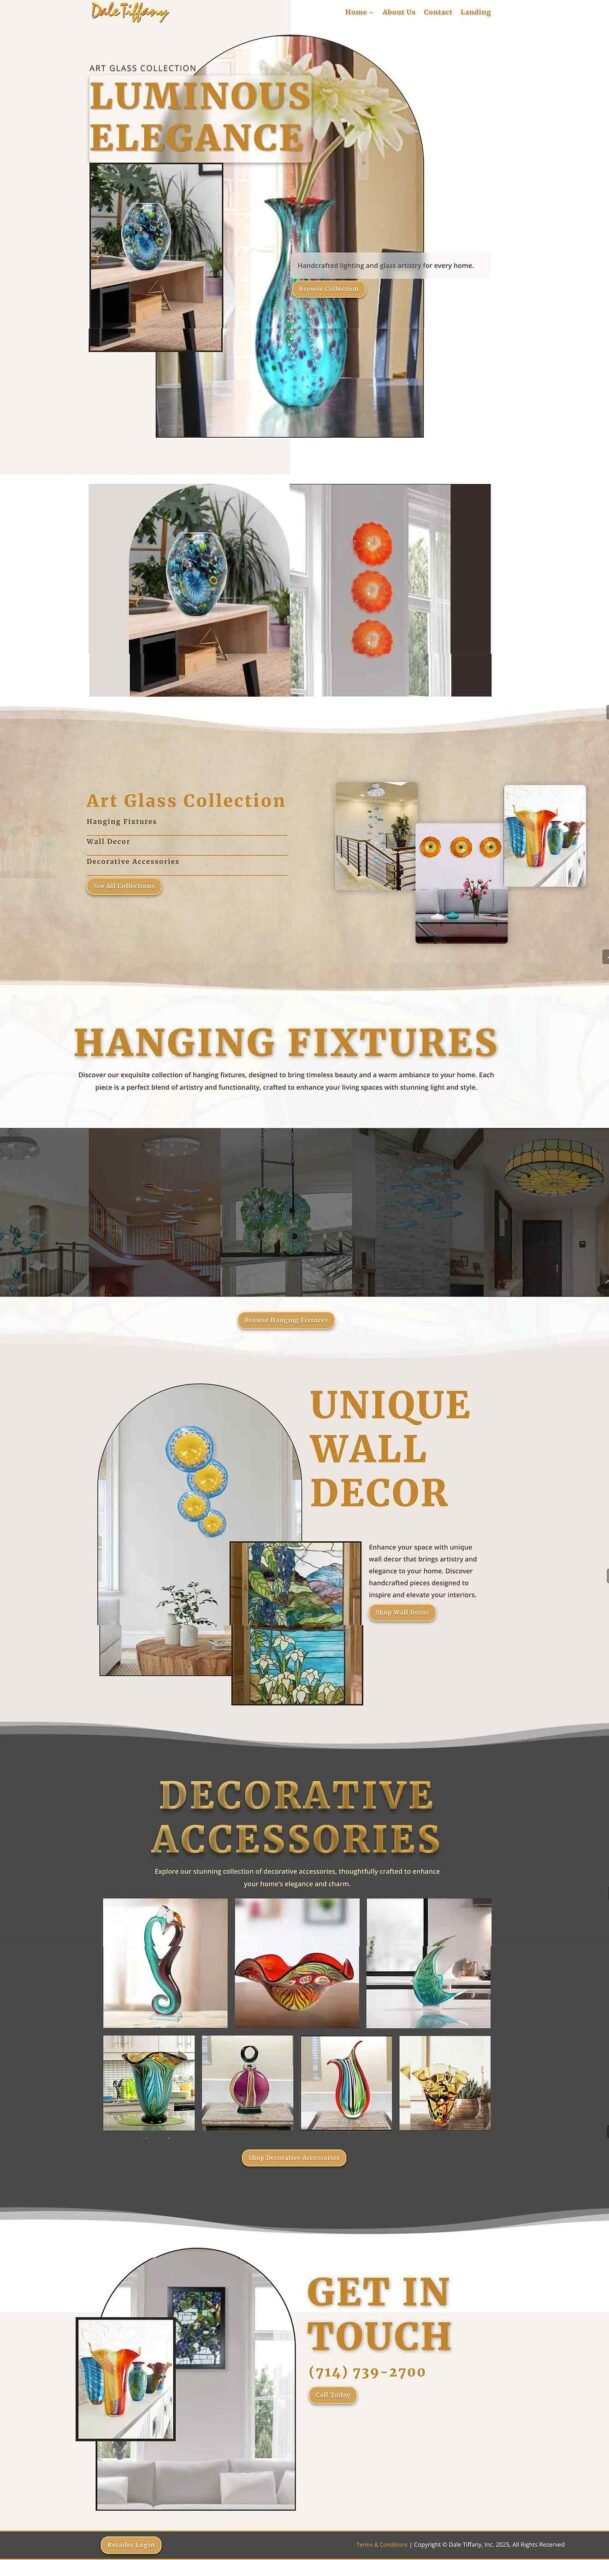 Dale Tiffany
Home About Us Contact Landing
ART GLASS COLLECTION
LUMINOUS
ELEGANCE
Handcrafted lighting and glass artistry for every home.
Browse Collection
Art Glass Collection
Hanging Fixtures
Wall Decor
Decorative Accessories
See All Collections
HANGING FIXTURES
Discover our exquisite collection of hanging fixtures, designed to bring timeless beauty and a warm ambiance to your home. Each
piece is a perfect blend of artistry and functionality, crafted to enhance your living spaces with stunning light and style.
Browse Hanging Fixtures
UNIQUE
WALL
DECOR
Enhance your space with unique
wall decor that brings artistry and
elegance to your home. Discover
handcrafted pieces designed to
inspire and elevate your interiors.
Shop Wall Decor
DECORATIVE
ACCESSORIES
Explore our stunning collection of decorative accessories, thoughtfully crafted to enhance
your home's elegance and charm.
Shop Decorative Accessories
GET IN
TOUCH
(714) 739-2700
Call Today
Retailer Login
Terms & Conditions | Copyright © Dale Tiffany, Inc. 2025, All Rights Reserved